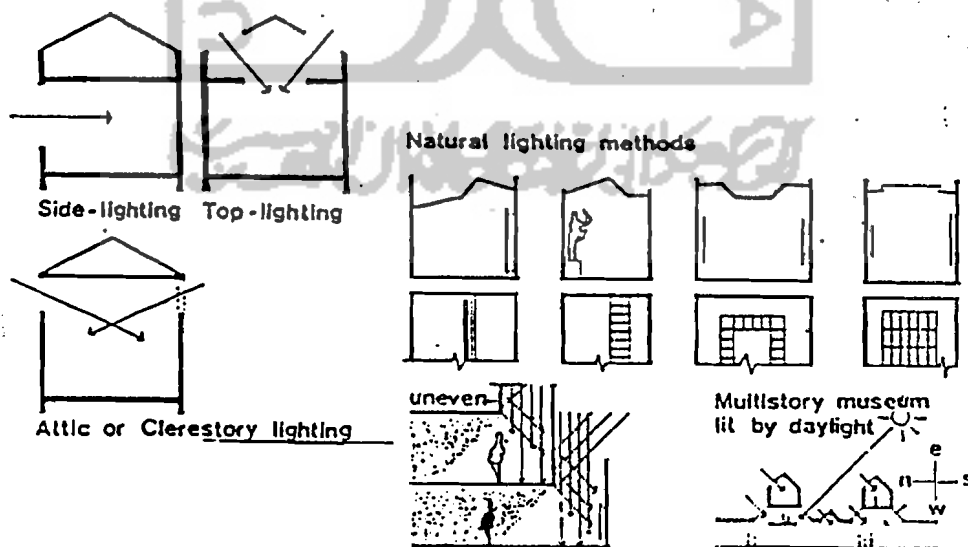 Side-lighting
Top-lighting
Attic or Clerestory lighting
Natural lighting methods
uneven
Multistory museum
lit by daylight
e
n
s
w